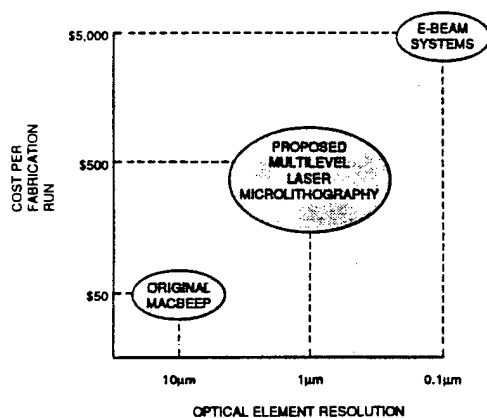 $5,000
E-BEAM
SYSTEMS
COST PER
FABRICATION
RUN
$500
PROPOSED
MULTILEVEL
LASER
MICROLITHOGRAPHY
$50
ORIGINAL
MACBEEP
10μm
1μm
0.1μm
OPTICAL ELEMENT RESOLUTION